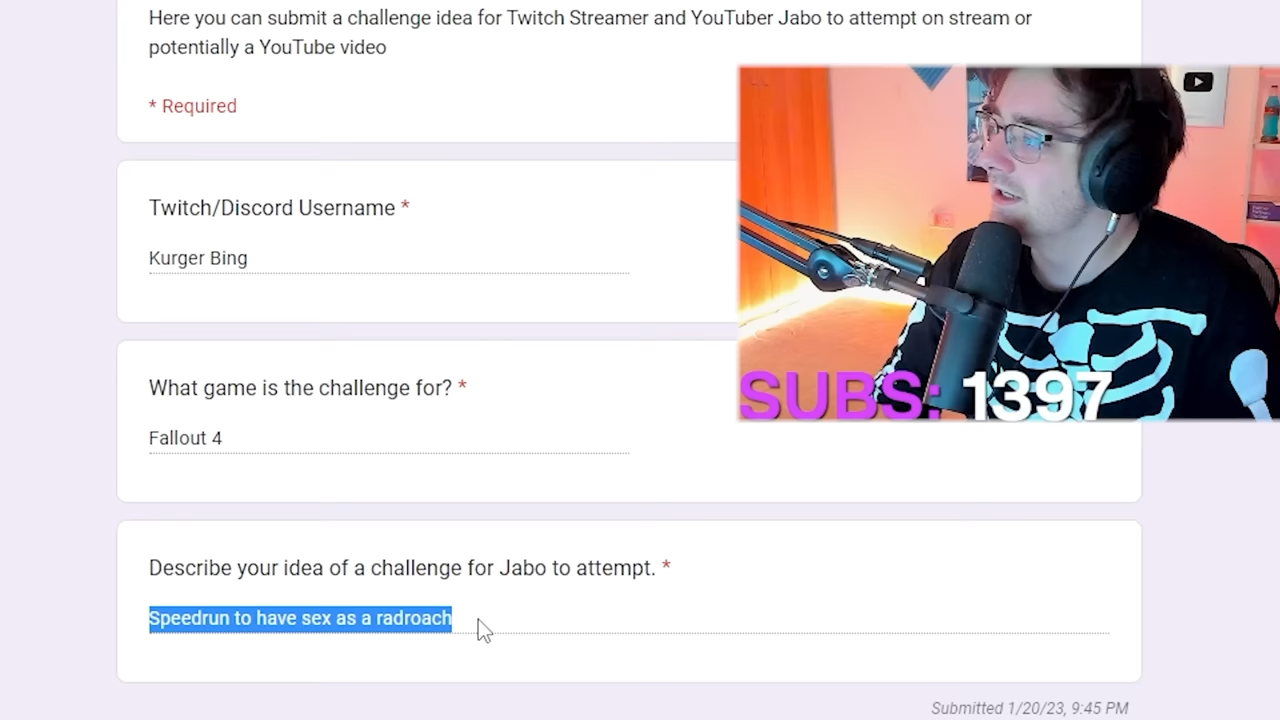 Here you can submit a challenge idea for Twitch Streamer and YouTuber Jabo to attempt on stream or
potentially a YouTube video
* Required
Twitch/Discord Username *
Kurger Bing
What game is the challenge for? *
Fallout 4
SUBS: 1397
Describe your idea of a challenge for Jabo to attempt. *
Speedrun to have sex as a radroach
Submitted 1/20/23, 9:45 PM